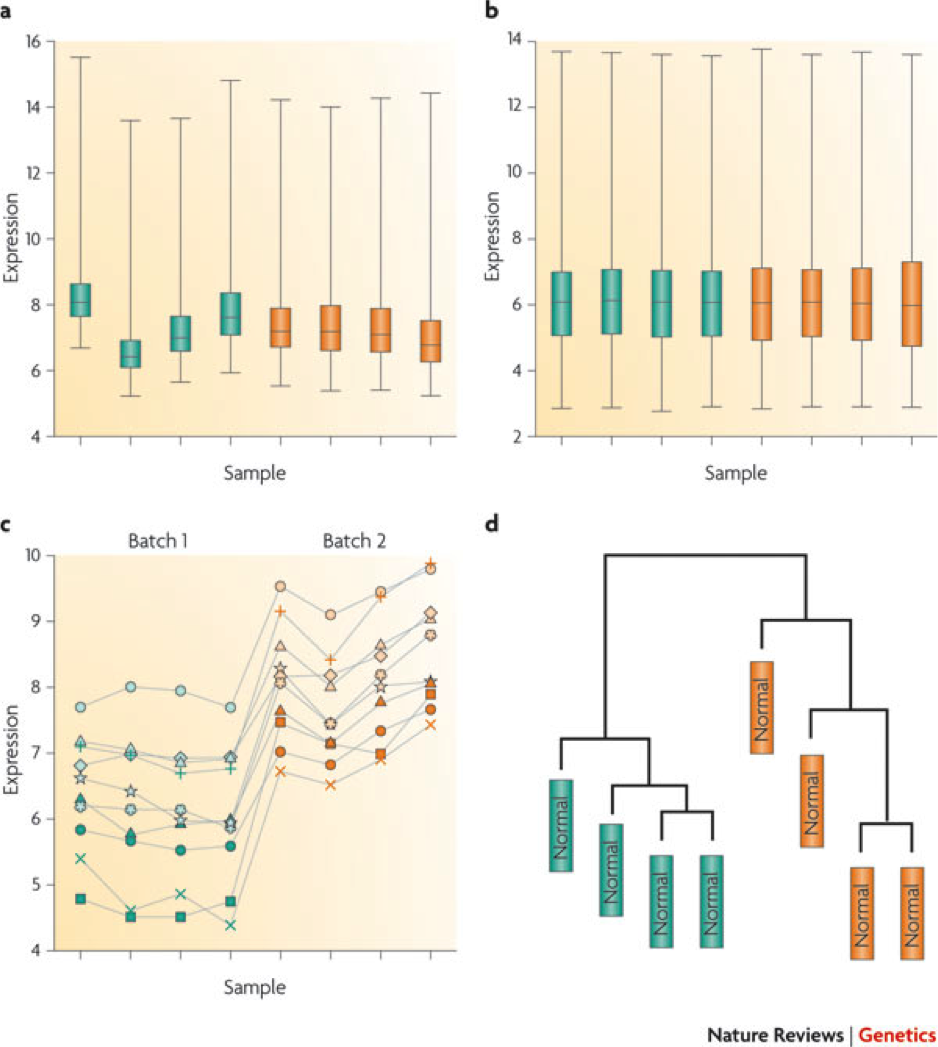 a
16
14
12
10
8
6
4
Expression
Sample
b
14
12
10
8
6
4
2
Expression
Sample
c
Batch 1 Batch 2
10
9
8
7
6
5
4
Expression
Sample
d
Normal
Normal
Normal
Normal
Normal
Normal
Normal
Normal
Nature Reviews | Genetics